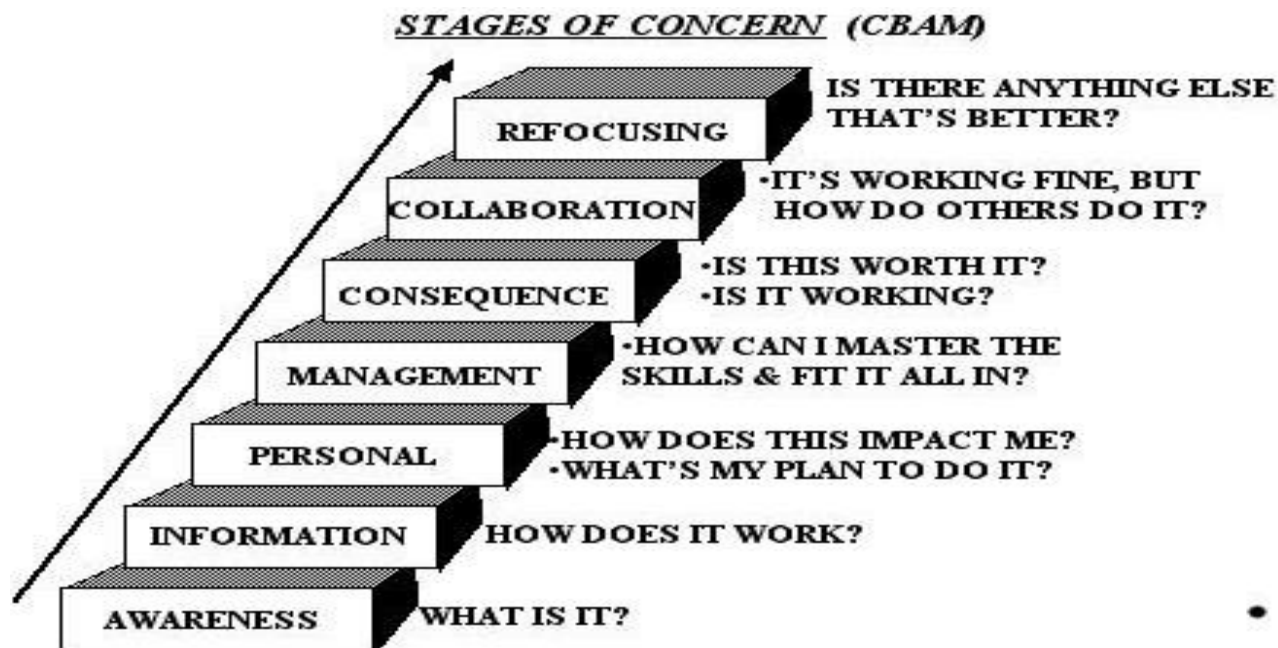 STAGES OF CONCERN (CBAM)
REFOCUSING
IS THERE ANYTHING ELSE
THAT'S BETTER?
COLLABORATION
•IT'S WORKING FINE, BUT
HOW DO OTHERS DO IT?
CONSEQUENCE
•IS THIS WORTH IT?
•IS IT WORKING?
MANAGEMENT
•HOW CAN I MASTER THE
SKILLS & FIT IT ALL IN?
PERSONAL
•HOW DOES THIS IMPACT ME?
•WHAT'S MY PLAN TO DO IT?
INFORMATION
HOW DOES IT WORK?
AWARENESS
WHAT IS IT?
•